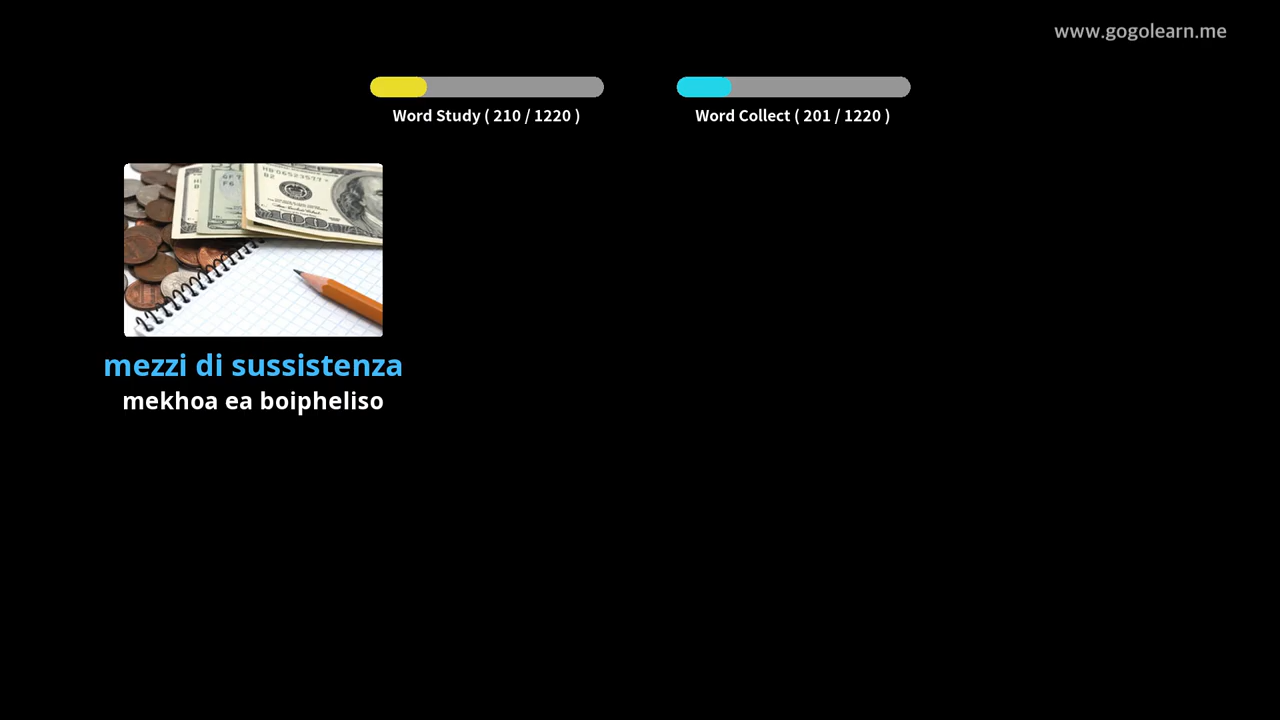 www.gogolearn.me
Word Study ( 210 / 1220 )
Word Collect ( 201 / 1220 )
mezzi di sussistenza
mekhoa ea boipheliso